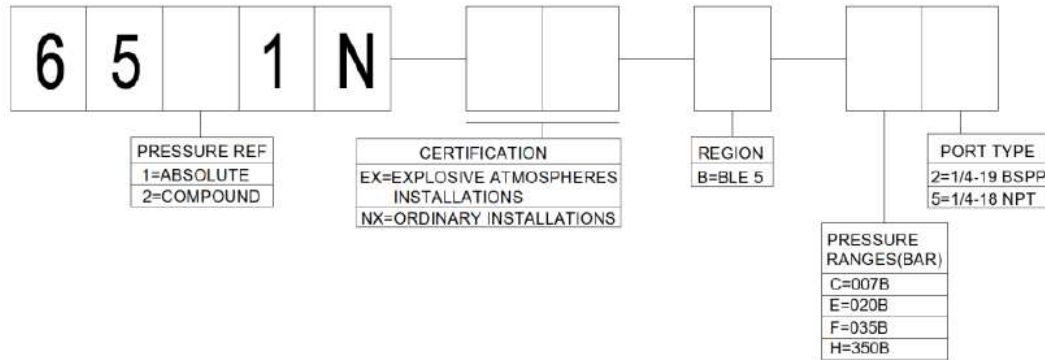 6 5 1 N
PRESSURE REF
1=ABSOLUTE
2=COMPOUND
CERTIFICATION
EX=EXPLOSIVE ATMOSPHERES
INSTALLATIONS
NX=ORDINARY INSTALLATIONS
REGION
B=BLE 5
PORT TYPE
2=1/4-19 BSPP
5=1/4-18 NPT
PRESSURE
RANGES(BAR)
C=007B
E=020B
F=035B
H=350B